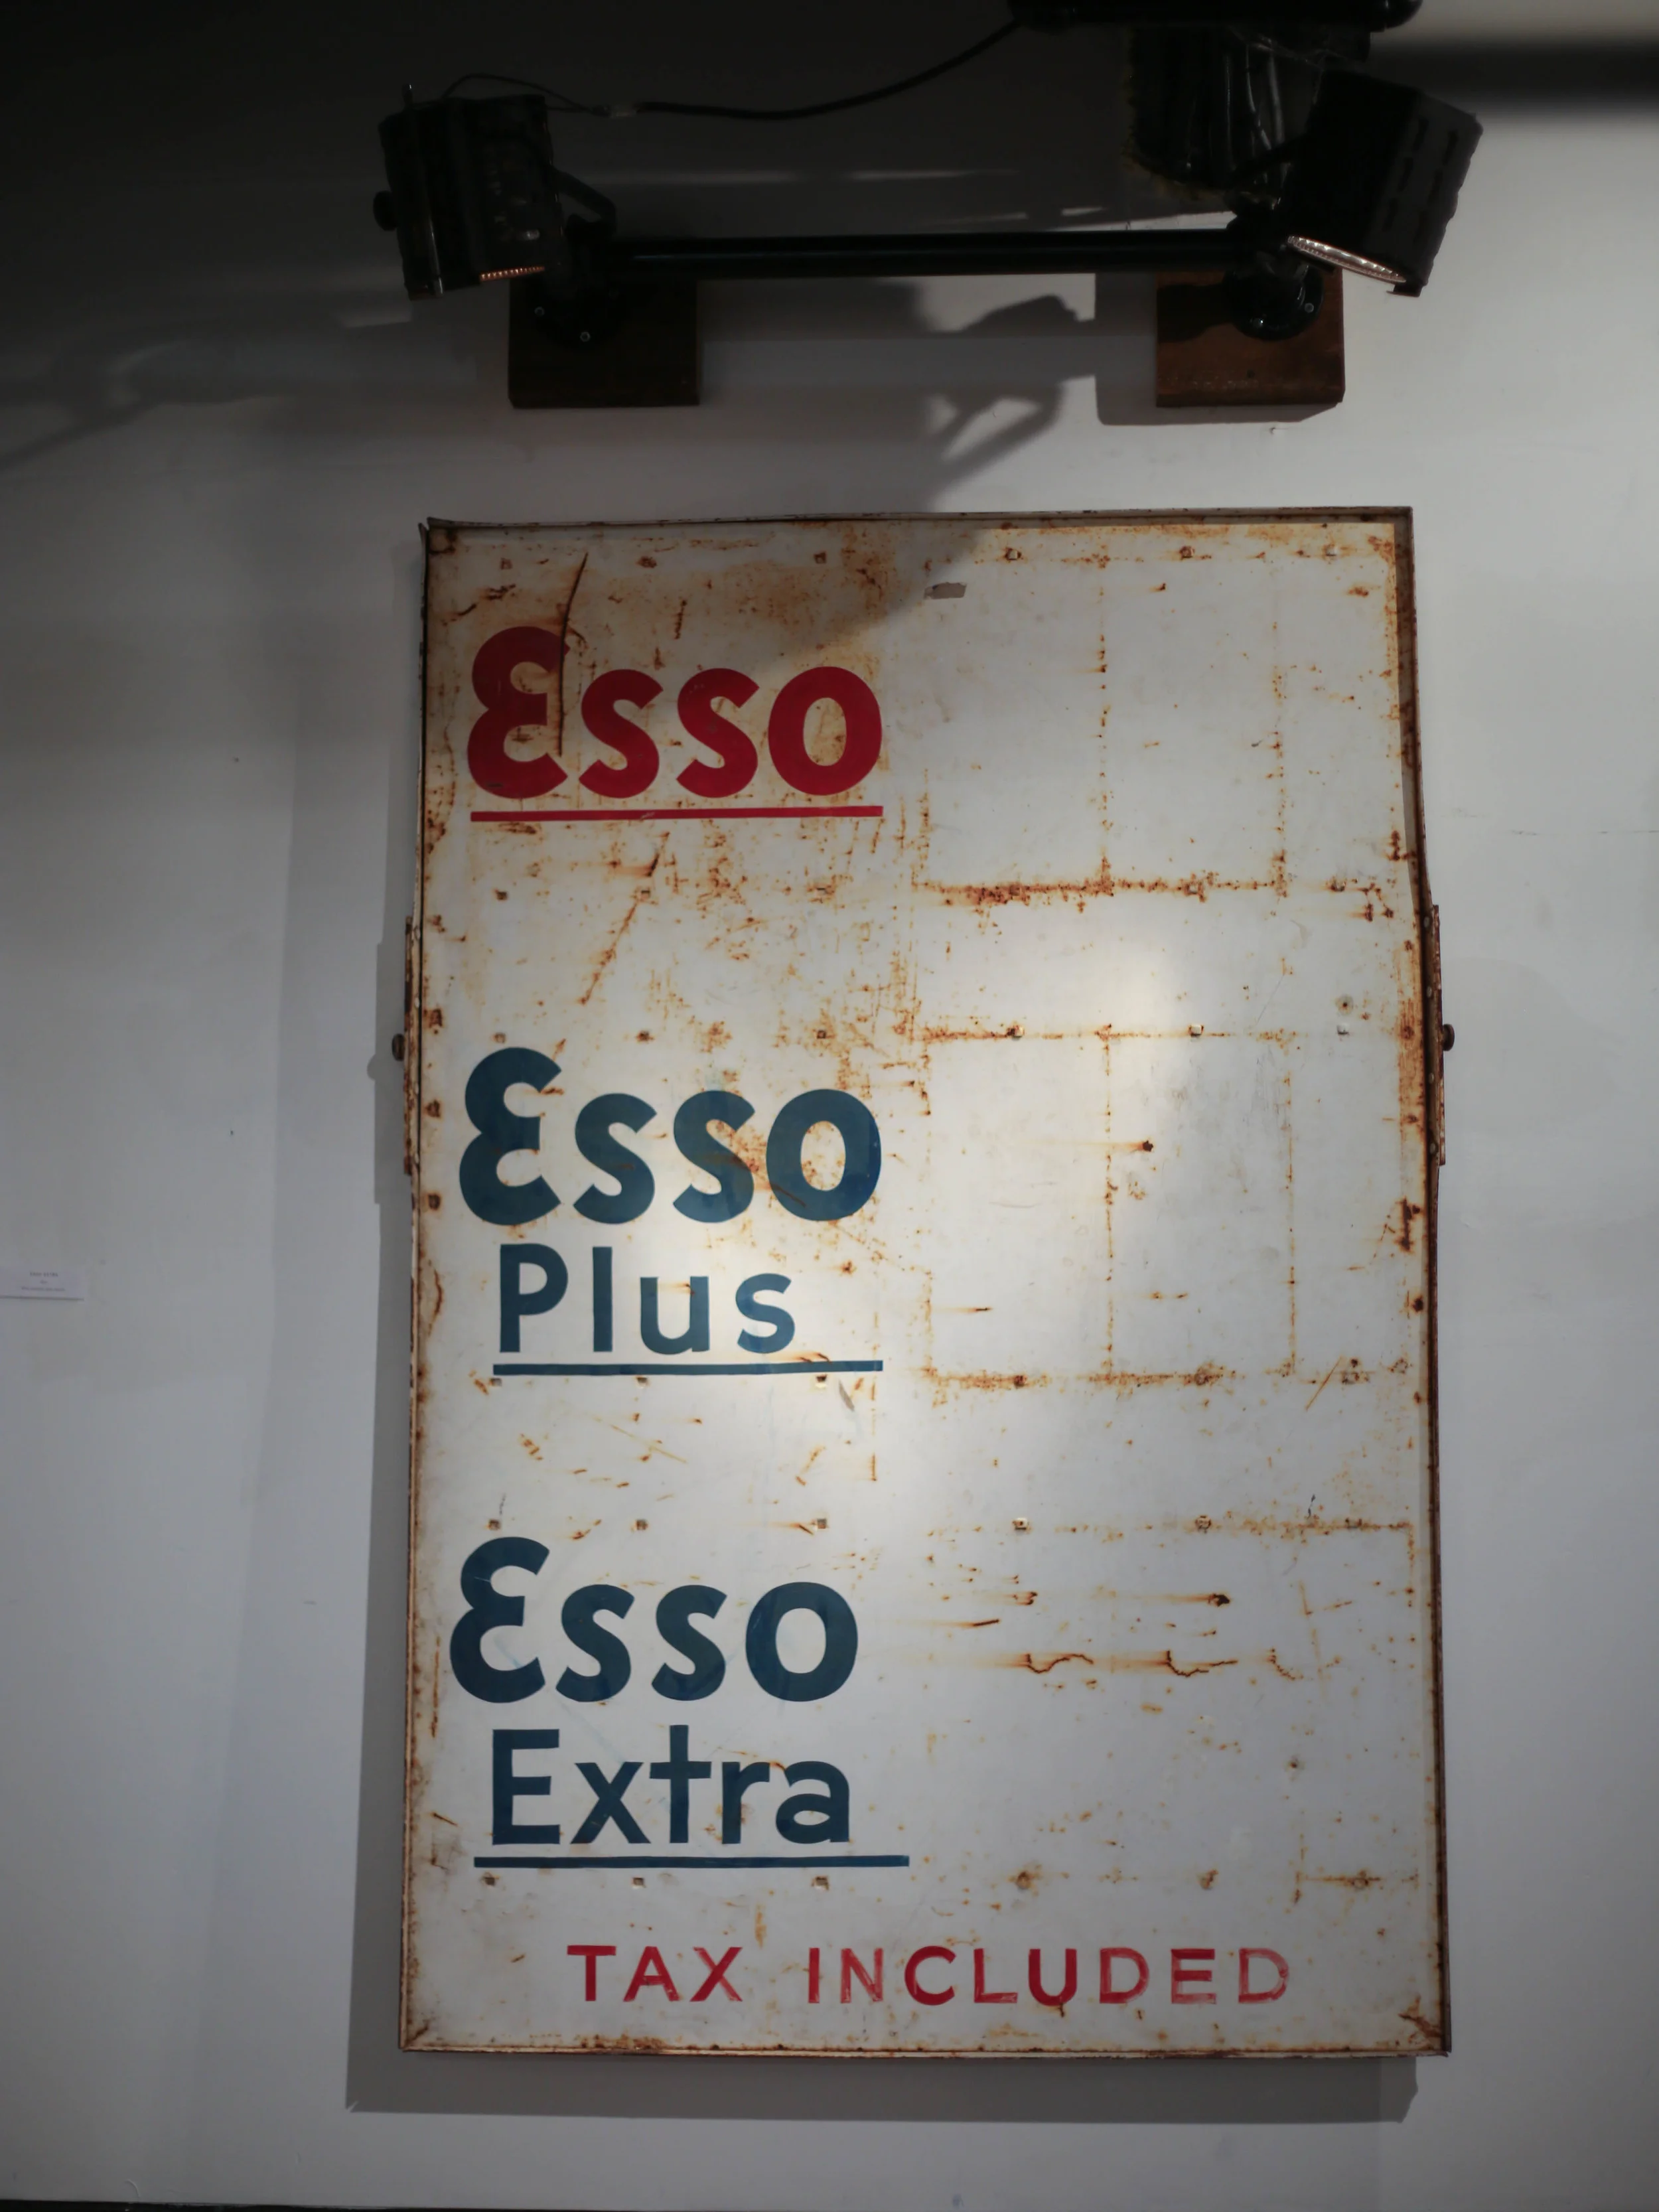 Esso
Esso
Plus
Esso
Extra
TAX INCLUDED